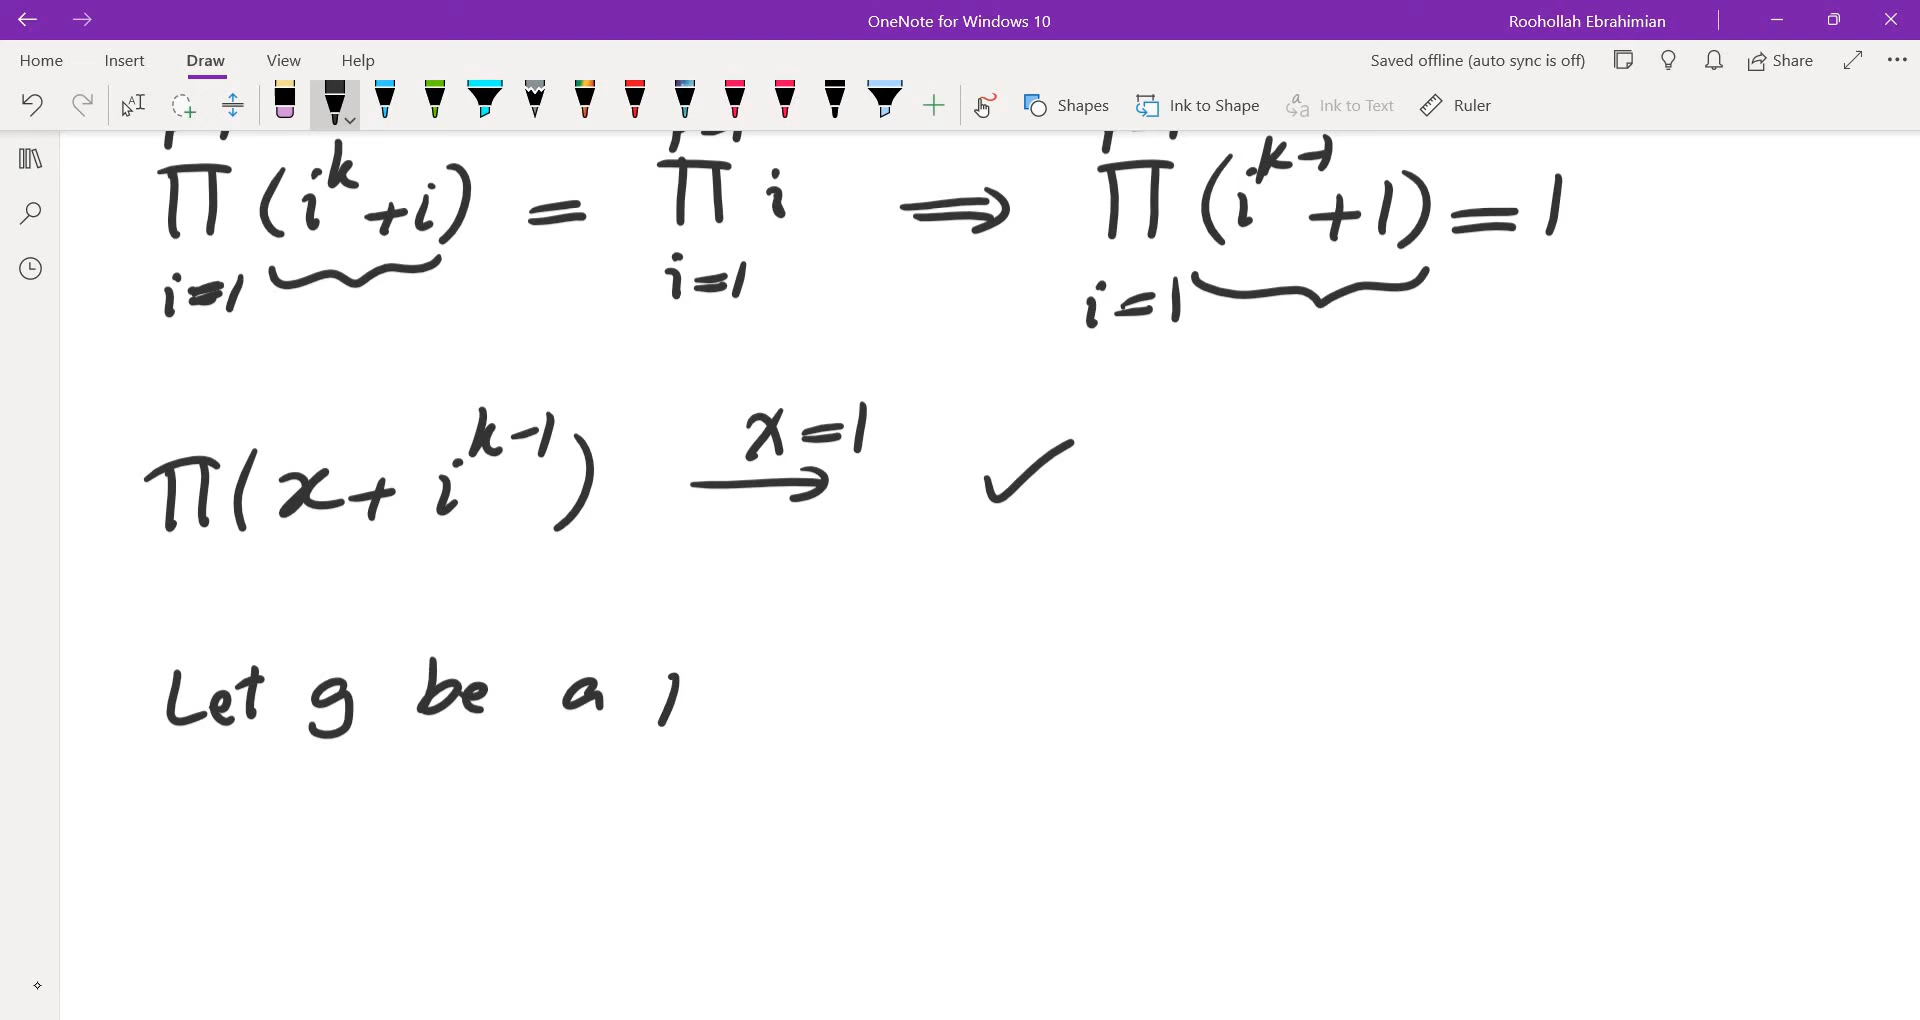 OneNote for Windows 10 Roohollah Ebrahimian
Home Insert Draw View Help Saved offline (auto sync is off) Share
Shapes Ink to Shape Ink to Text Ruler
∏ (i^k + i) = ∏ i ⟹ ∏ (i^{k-1} + 1) = 1
i=1 i=1 i=1
∏(x + i^{k-1}) x=1 → ✓
Let g be a